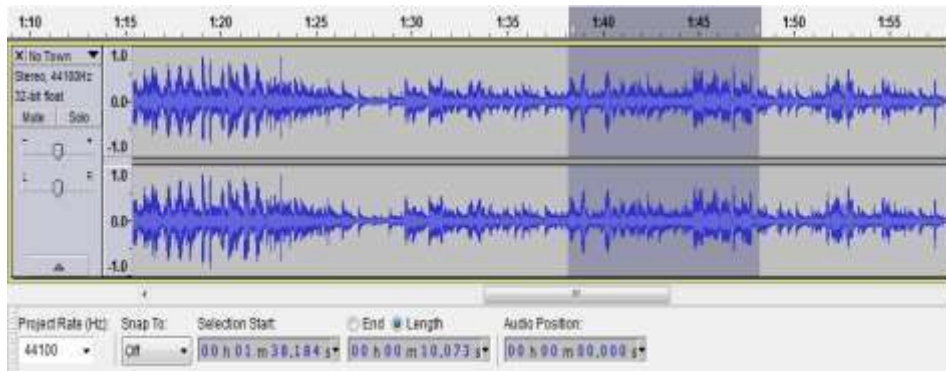 1:10 1:15 1:20 1:25 1:30 1:35 1:40 1:45 1:50 1:55
X No Town ▼ 1.0
Stereo, 44100Hz
32-bit float 0.0
Mute Solo
- + -1.0
L R 1.0
0.0
-1.0
Project Rate (Hz): Snap To: Selection Start: End Length Audio Position:
44100 Off 00 h 01 m 38.184 s 00 h 00 m 10.073 s 00 h 00 m 00.000 s